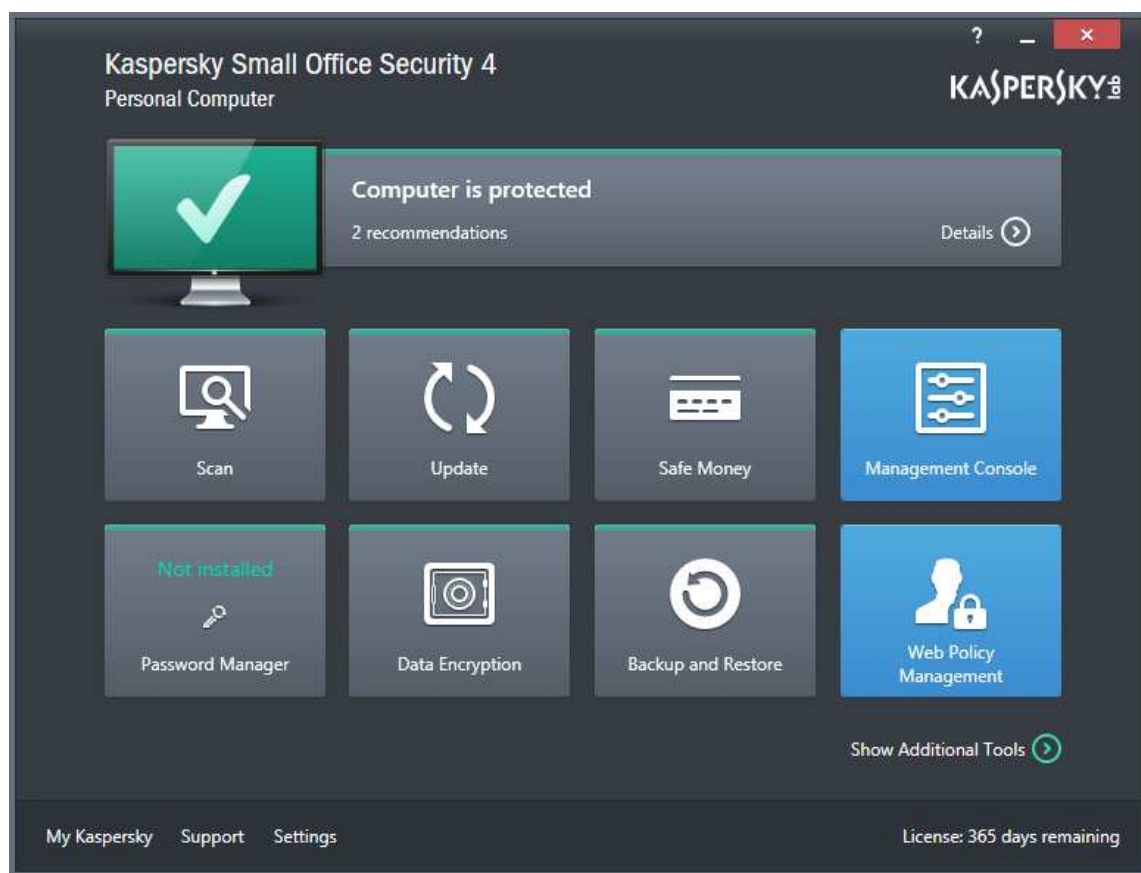 ?
Kaspersky Small Office Security 4
Personal Computer
KASPERSKY lab
Computer is protected
2 recommendations
Details
Scan
Update
Safe Money
Management Console
Not installed
Password Manager
Data Encryption
Backup and Restore
Web Policy
Management
Show Additional Tools
My Kaspersky Support Settings
License: 365 days remaining